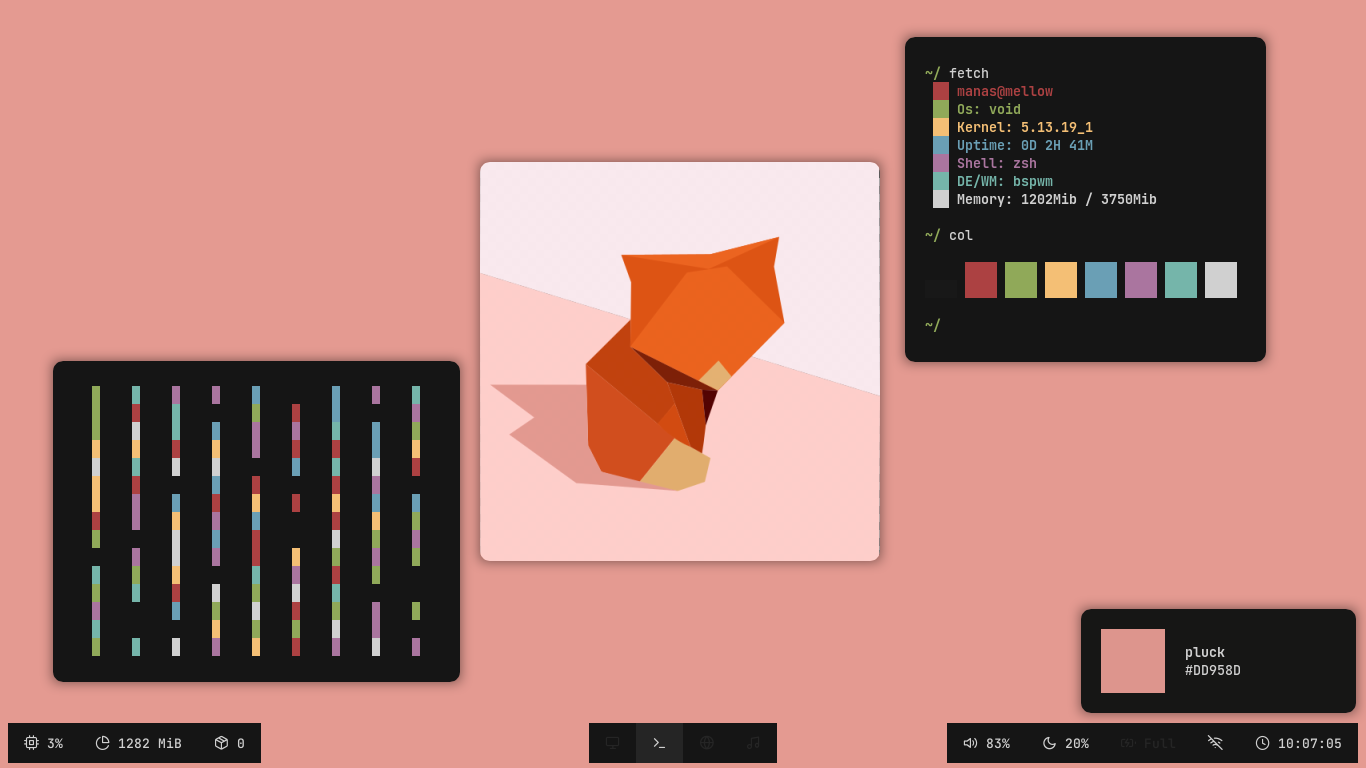 ~/ fetch
manas@mellow
Os: void
Kernel: 5.13.19_1
Uptime: 0D 2H 41M
Shell: zsh
DE/WM: bspwm
Memory: 1202Mib / 3750Mib
~/ col
~/
pluck
#DD958D
3% 1282 MiB 0
83% 20% Full 10:07:05